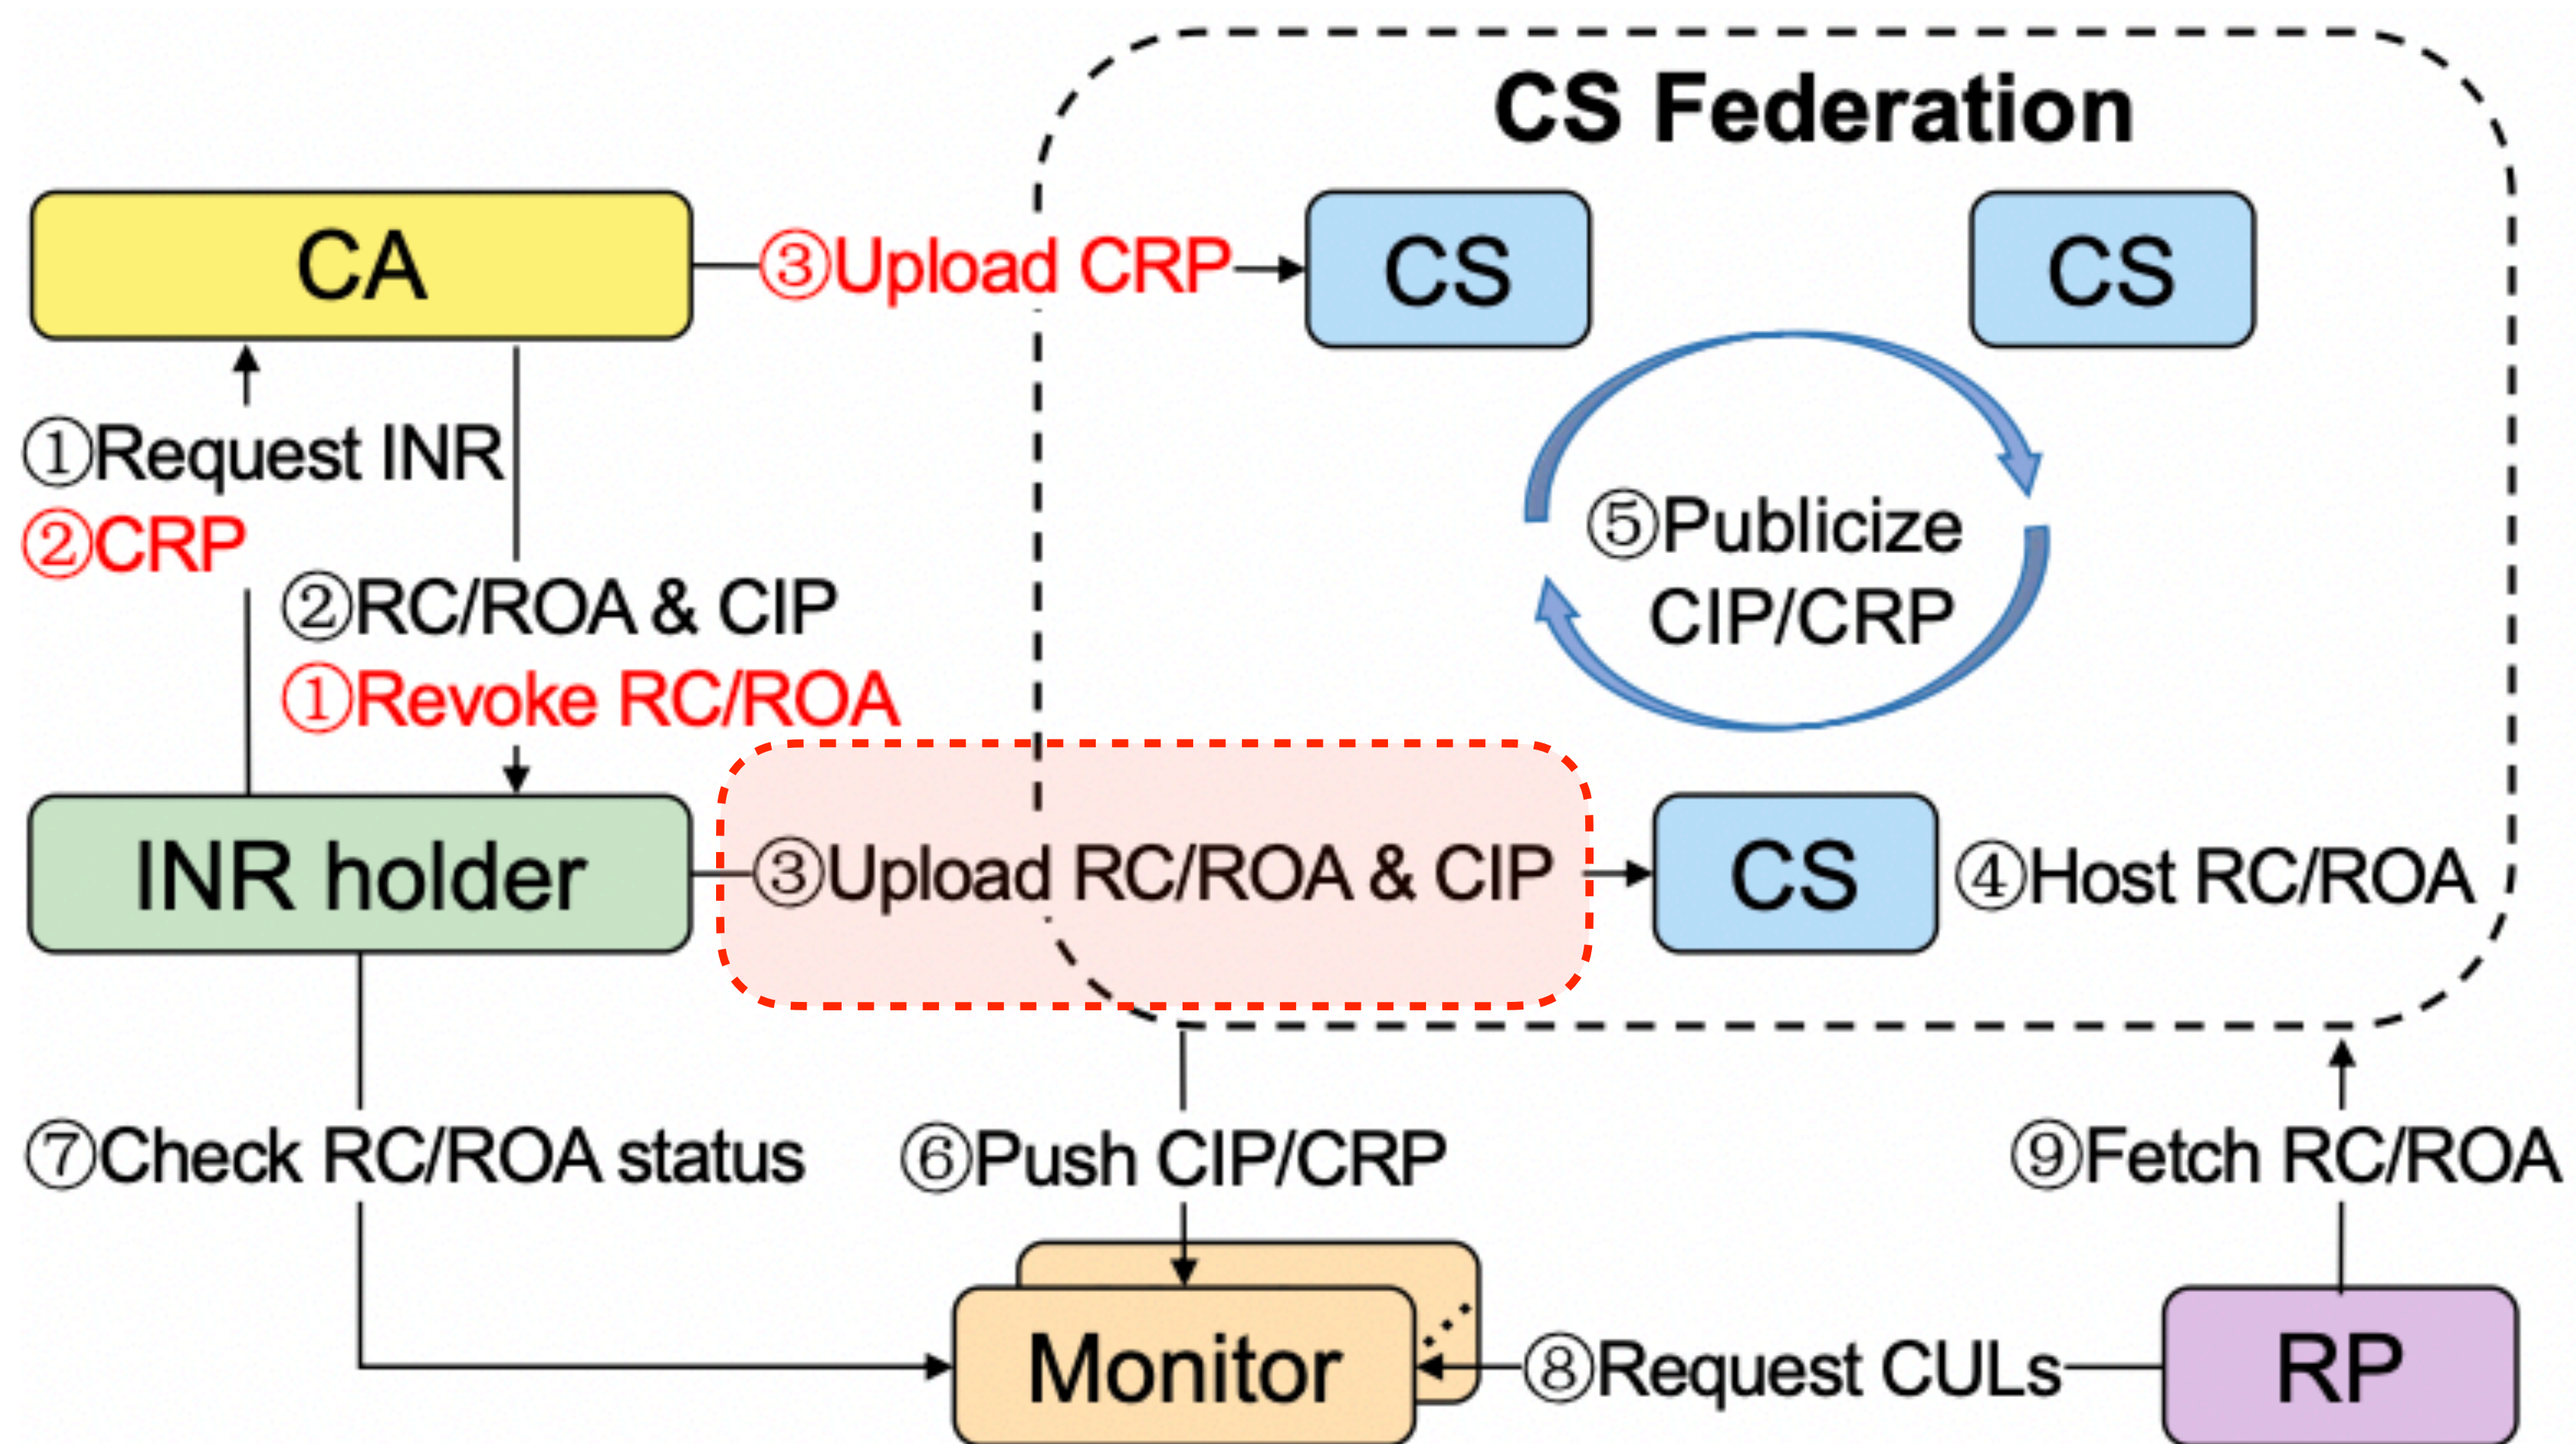 CS Federation
CA
③Upload CRP
CS
CS
①Request INR
②CRP
②RC/ROA & CIP
①Revoke RC/ROA
⑤Publicize
CIP/CRP
INR holder
③Upload RC/ROA & CIP
CS
④Host RC/ROA
⑦Check RC/ROA status
⑥Push CIP/CRP
⑨Fetch RC/ROA
Monitor
⑧Request CULs
RP